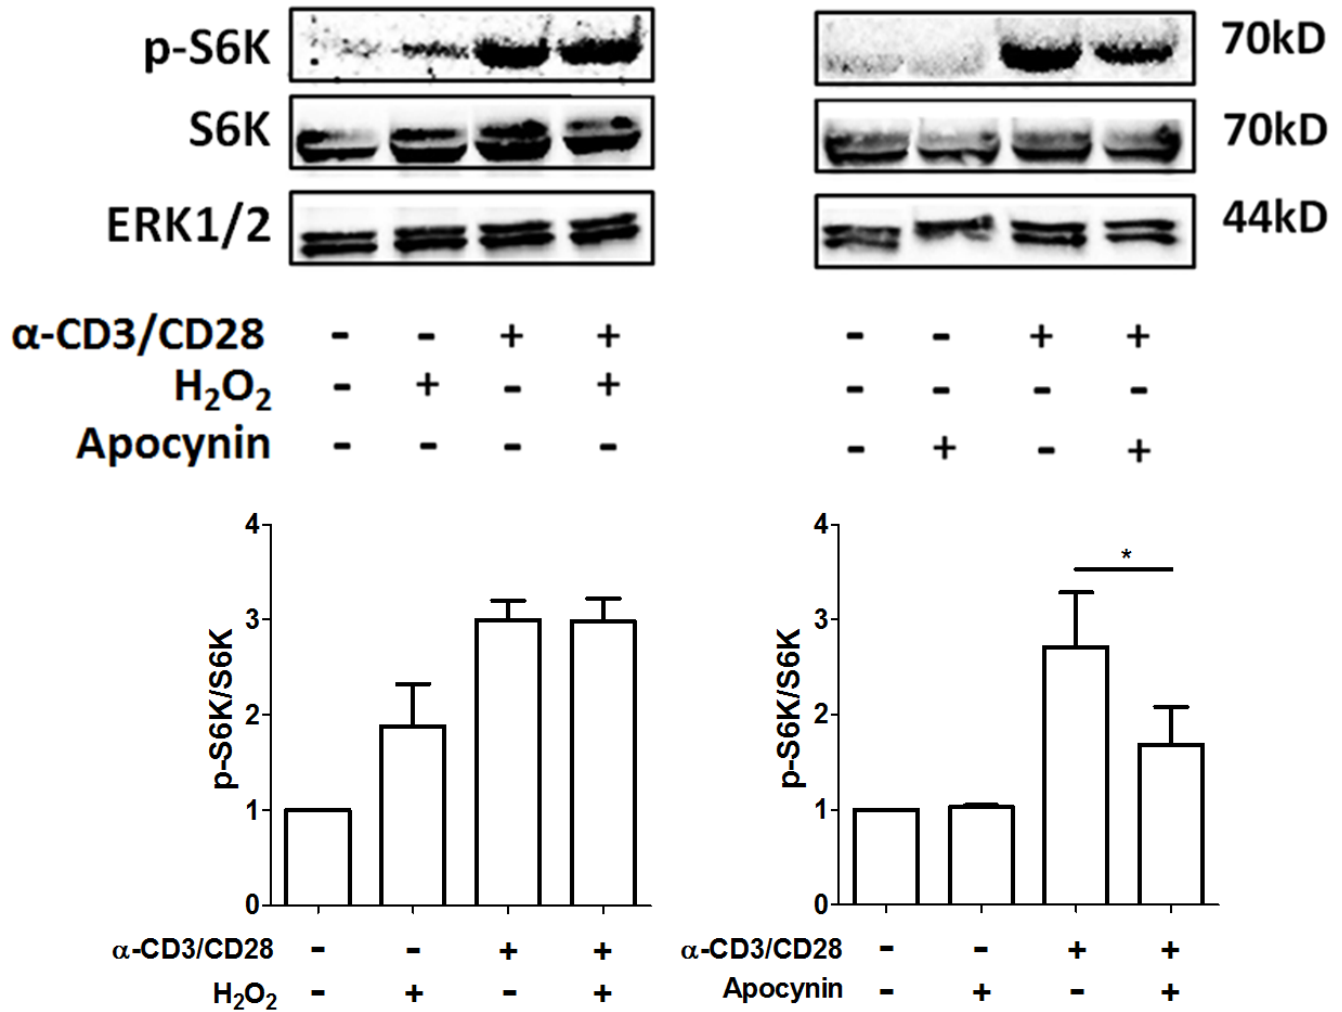 p-S6K 70kD
S6K 70kD
ERK1/2 44kD
α-CD3/CD28 - - + + - - + +
H₂O₂ - + - + - - - -
Apocynin - - - - - + - +
4 4
*
3 3
2 2
1 1
0 0
p-S6K/S6K p-S6K/S6K
α-CD3/CD28 - - + + α-CD3/CD28 - - + +
H₂O₂ - + - + Apocynin - + - +